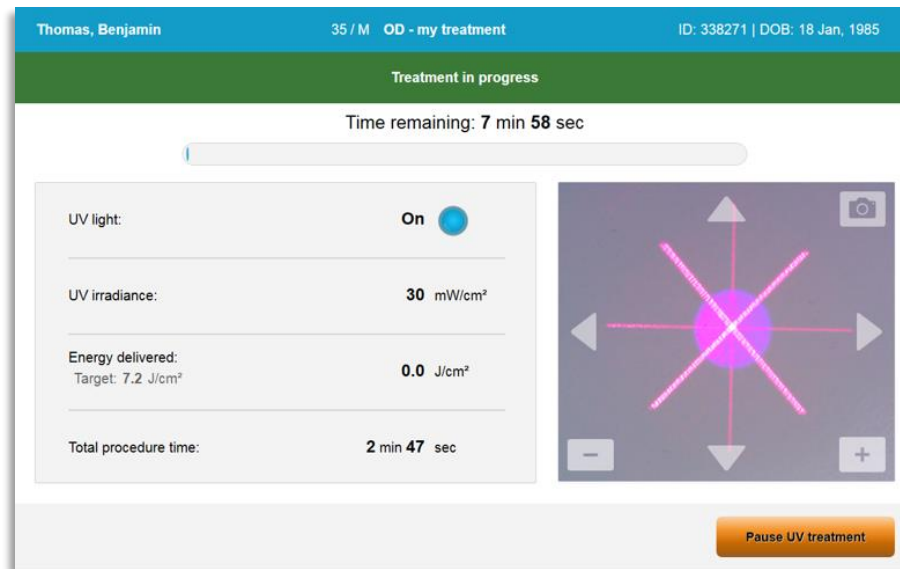 Thomas, Benjamin 35 / M OD - my treatment ID: 338271 | DOB: 18 Jan, 1985
Treatment in progress
Time remaining: 7 min 58 sec
UV light: On
UV irradiance: 30 mW/cm²
Energy delivered: 0.0 J/cm²
Target: 7.2 J/cm²
Total procedure time: 2 min 47 sec
Pause UV treatment